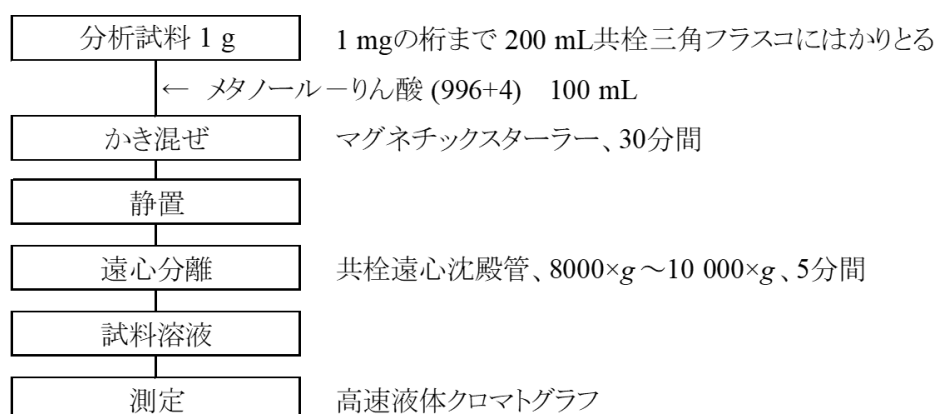 分析試料 1 g 1 mgの桁まで 200 mL共栓三角フラスコにはかりとる
← メタノール－りん酸 (996+4) 100 mL
かき混ぜ マグネチックスターラー、30分間
静置
遠心分離 共栓遠心沈殿管、8000×g～10 000×g、5分間
試料溶液
測定 高速液体クロマトグラフ